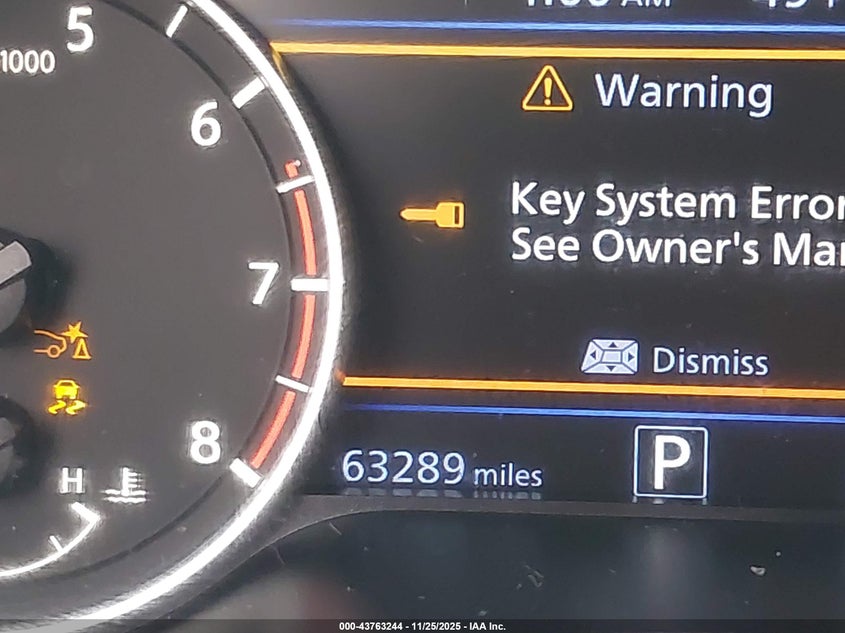 5
1000
6
Warning
Key System Error
See Owner's
7
Dismiss
8
63289 miles
P
H
000-43763244 - 11/25/2025 - IAA Inc.